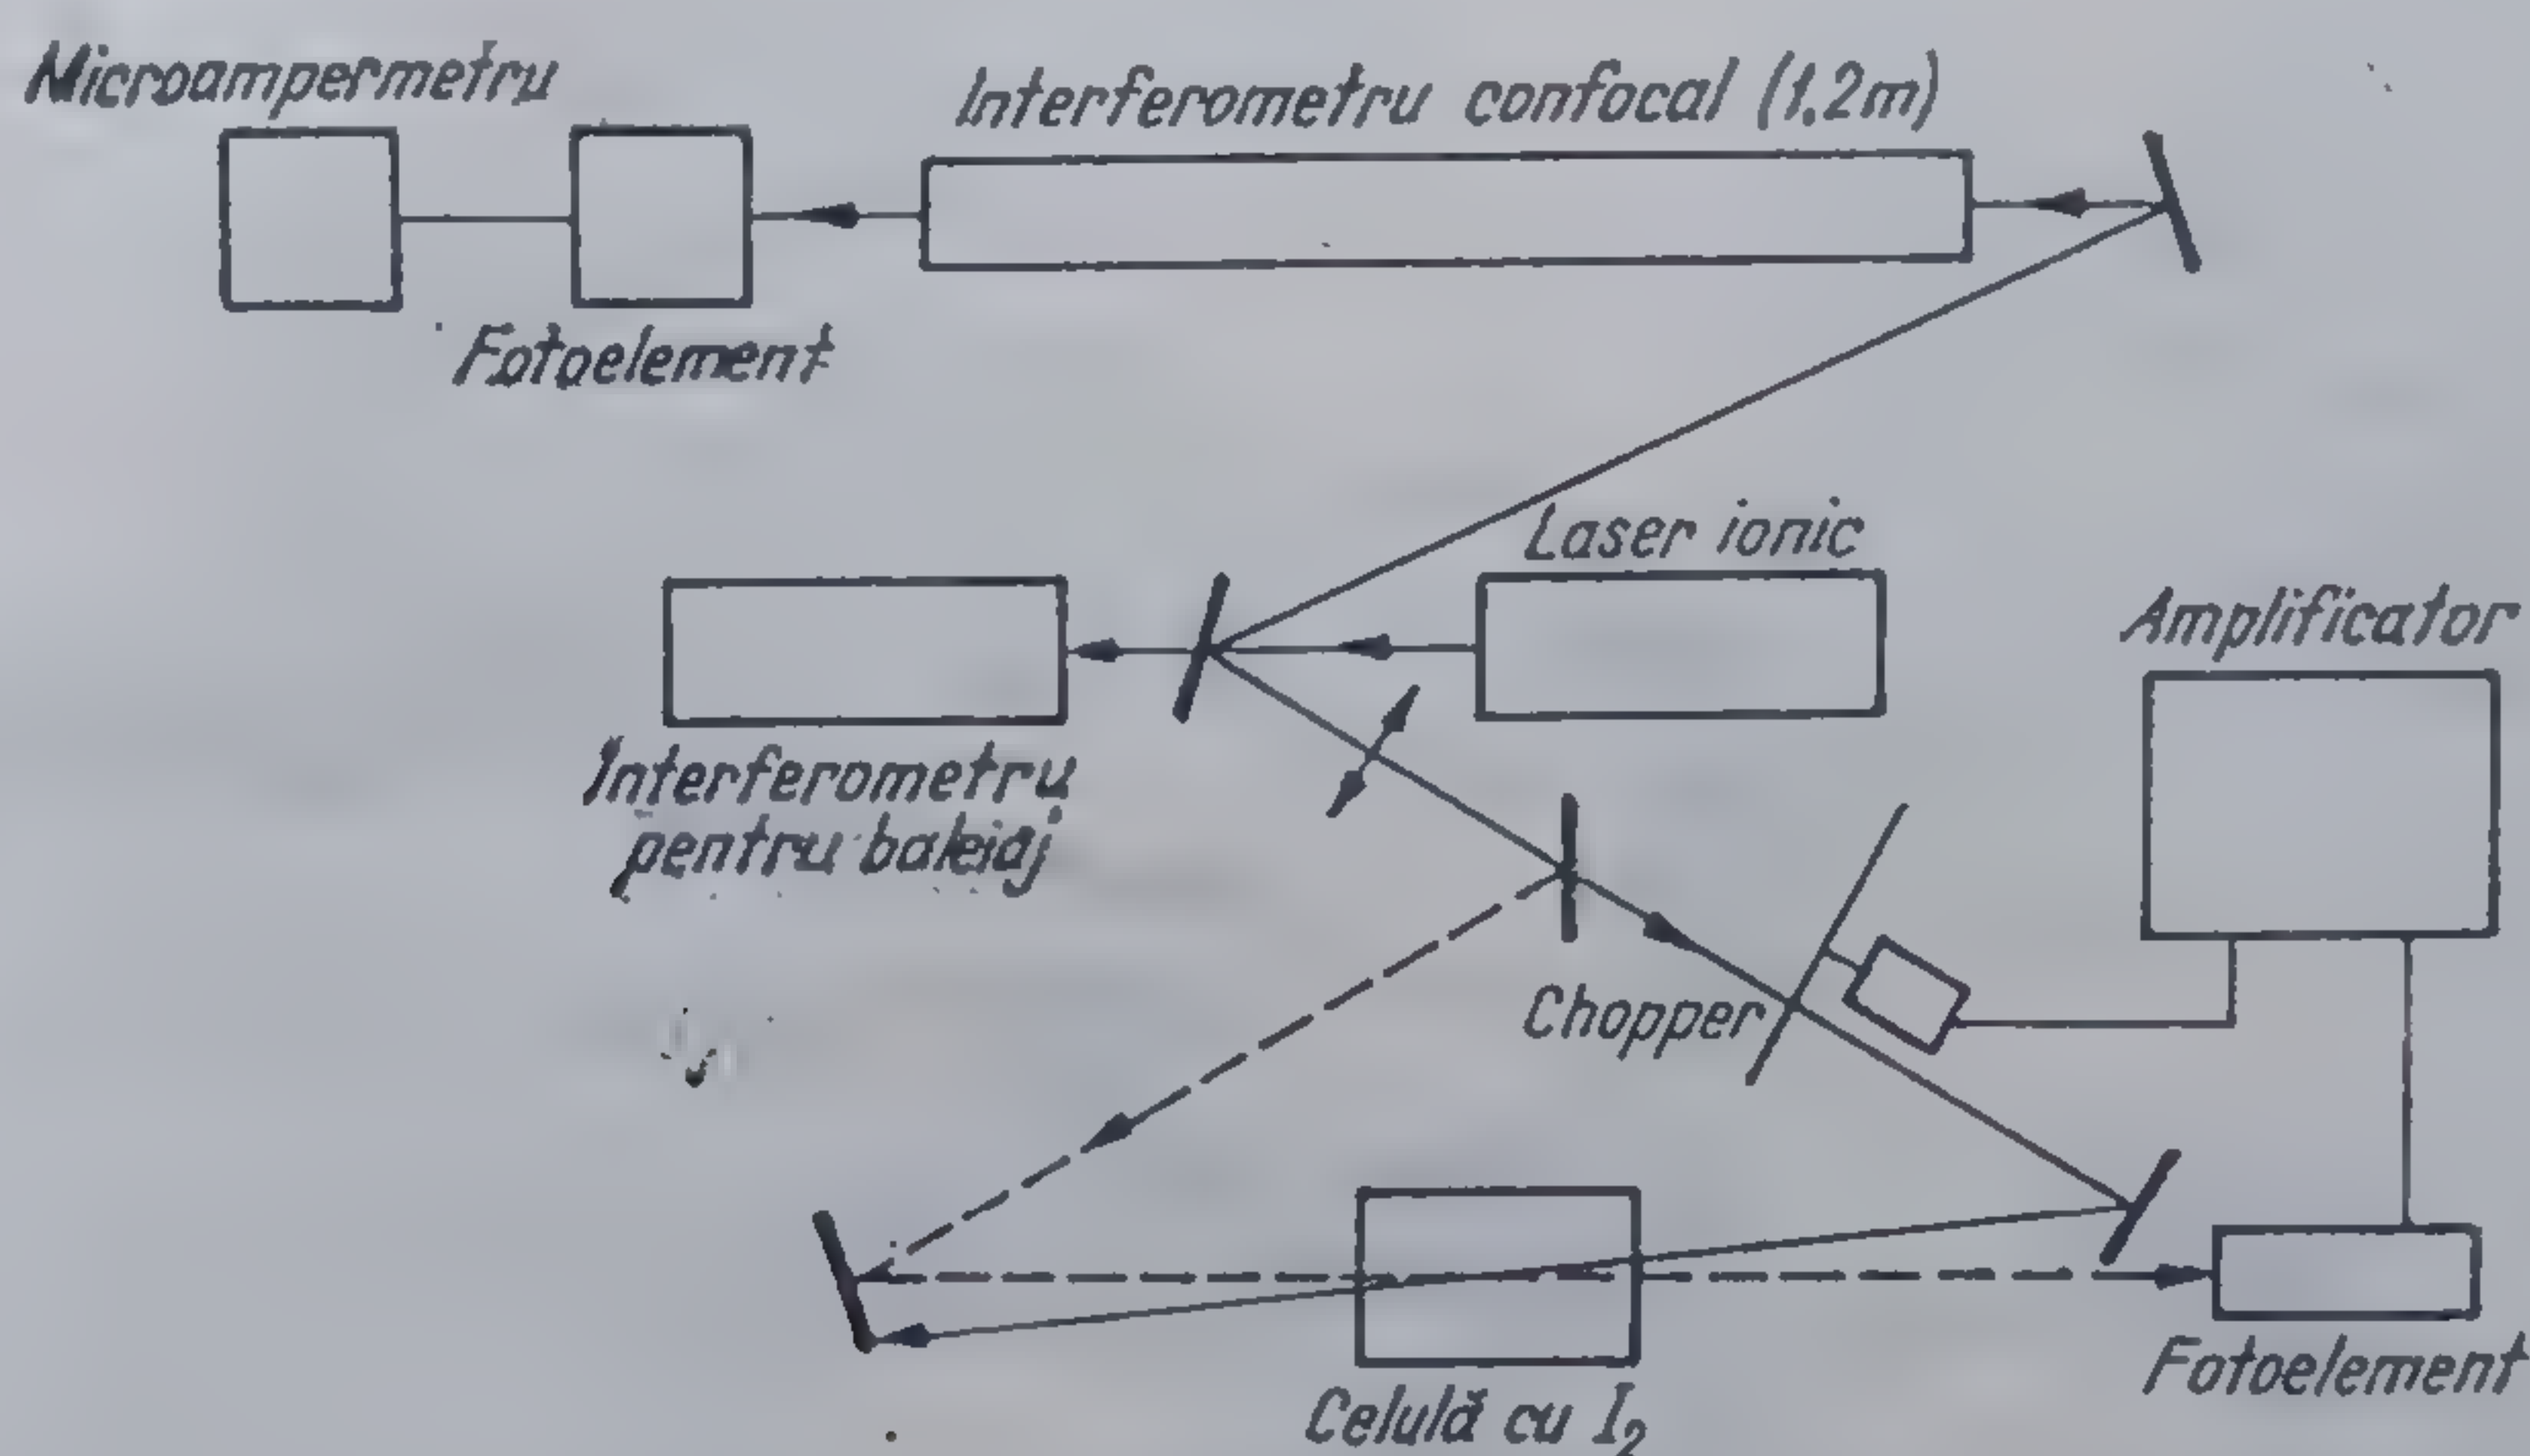 Microampermetru
Interferometru confocal (1.2m)
Fotoelement
Laser ionic
Amplificator
Interferometru
pentru baleiaj
Chopper
Fotoelement
Celulă cu I₂